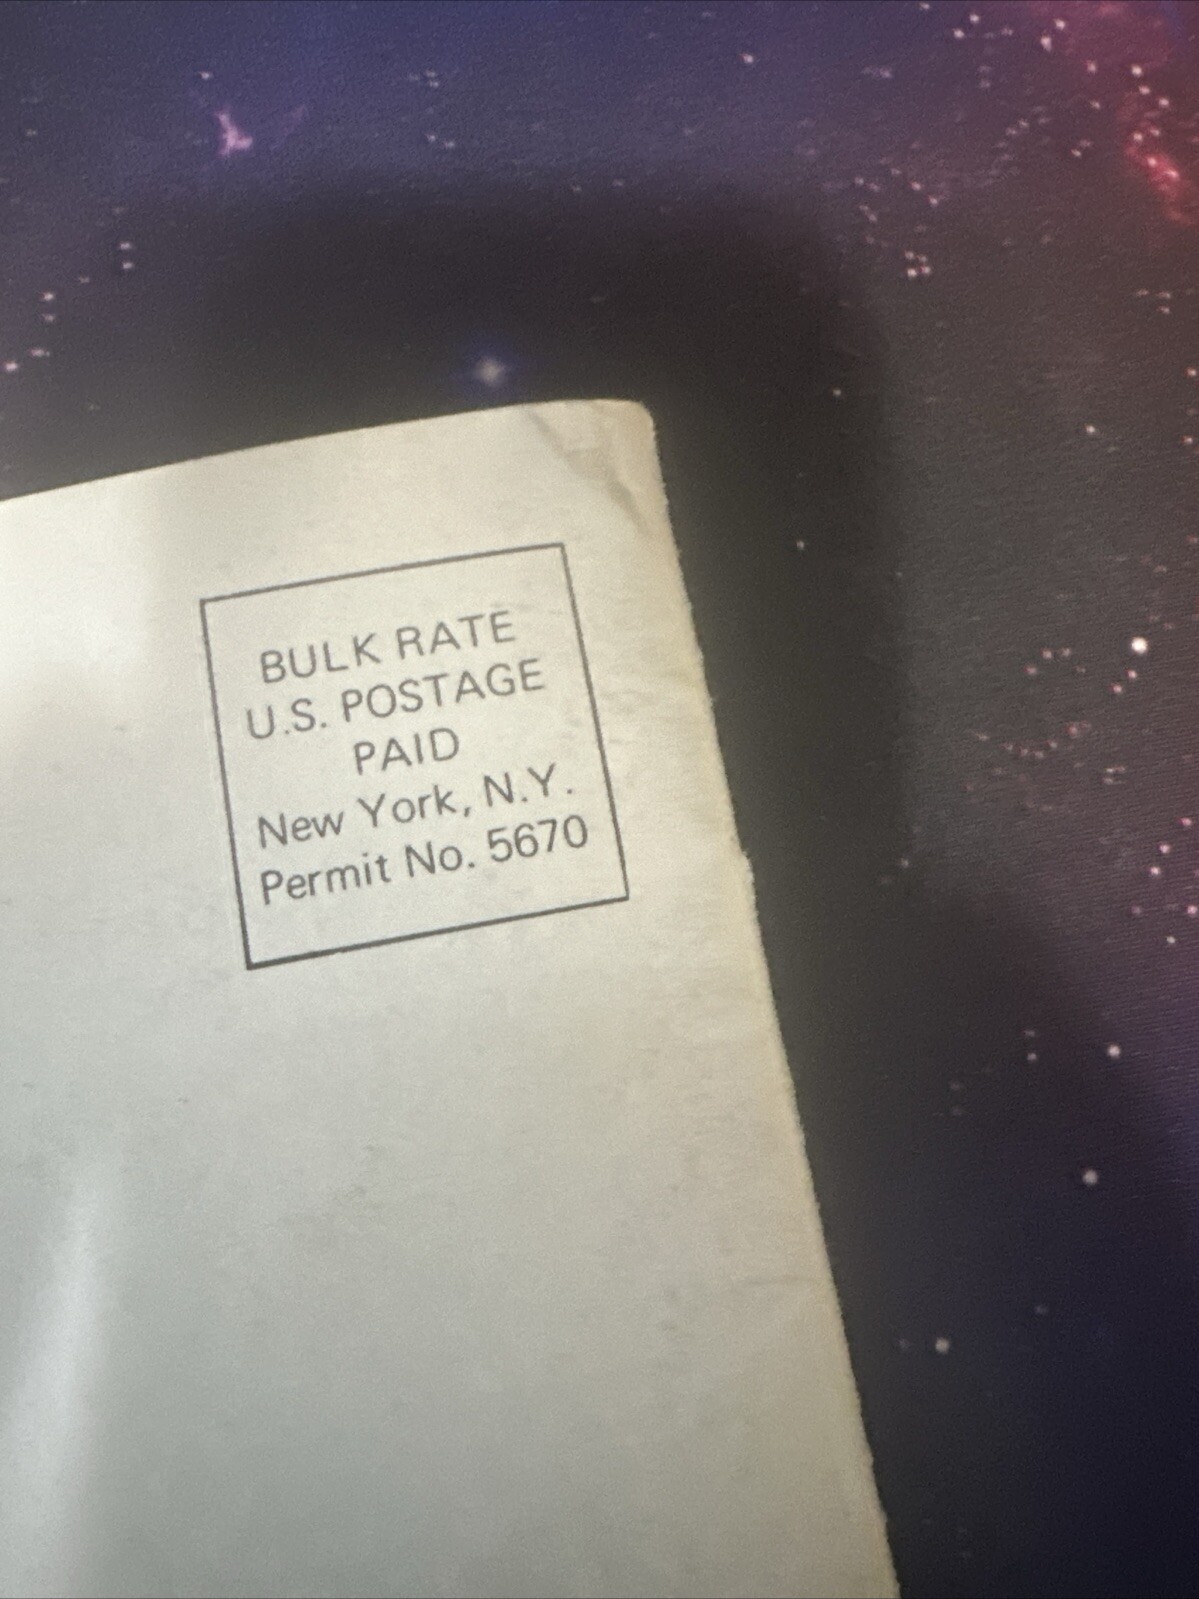 BULK RATE
U.S. POSTAGE
PAID
New York, N.Y.
Permit No. 5670